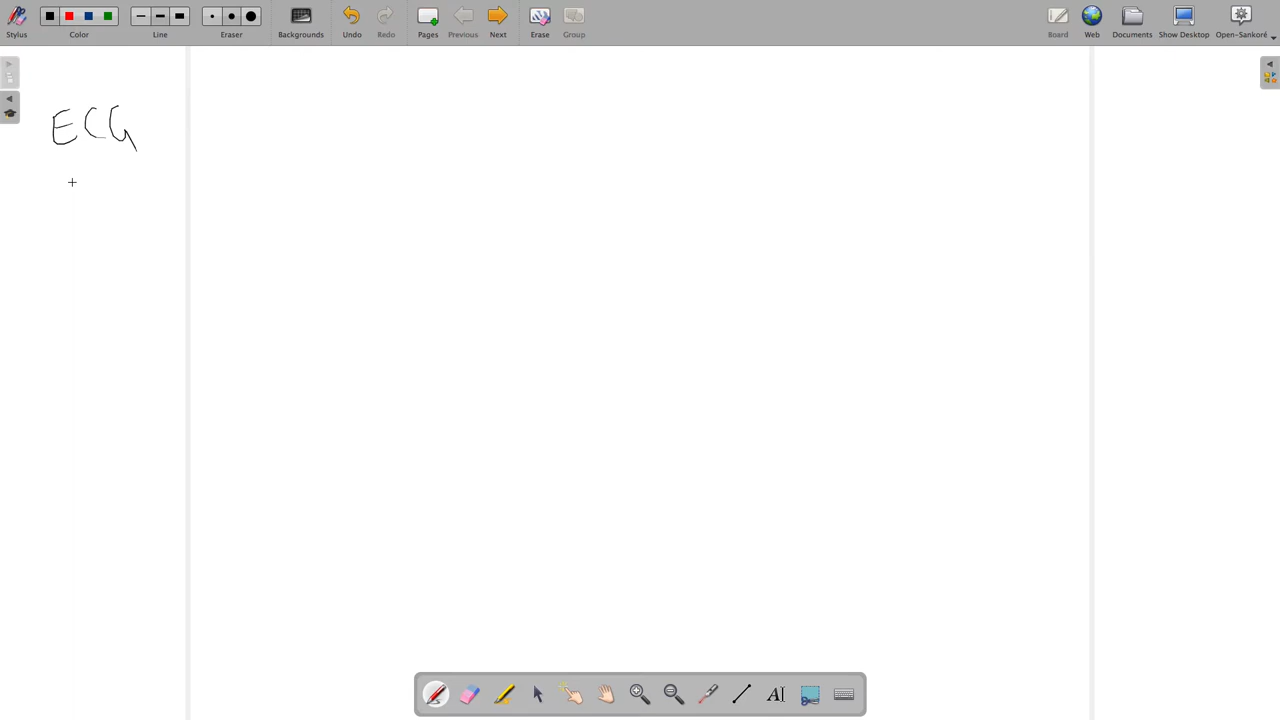 Stylus Color Line Eraser Backgrounds Undo Redo Pages Previous Next Erase Group Board Web Documents Show Desktop Open-Sankoré
ECG
AI